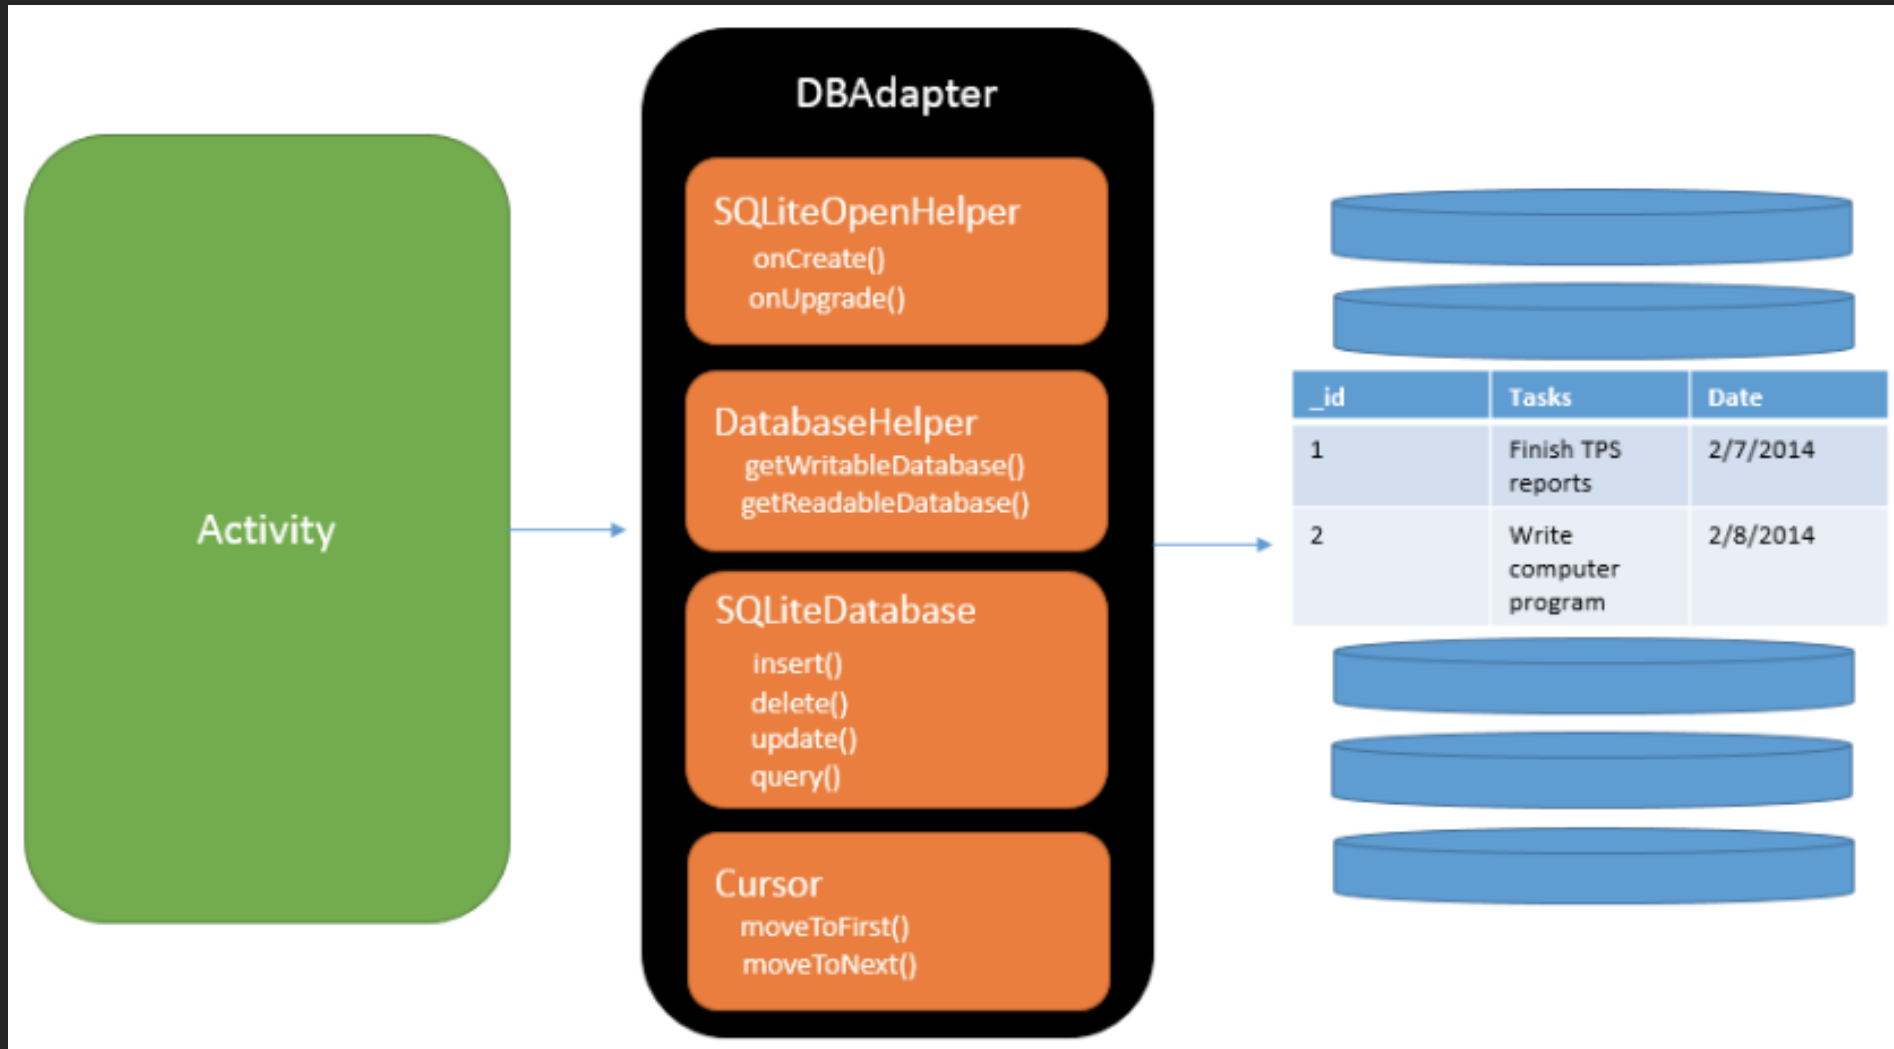 Activity
DBAdapter
SQLiteOpenHelper
onCreate()
onUpgrade()
DatabaseHelper
getWritableDatabase()
getReadableDatabase()
SQLiteDatabase
insert()
delete()
update()
query()
Cursor
moveToFirst()
moveToNext()
_id Tasks Date
1 Finish TPS 2/7/2014
reports
2 Write 2/8/2014
computer
program